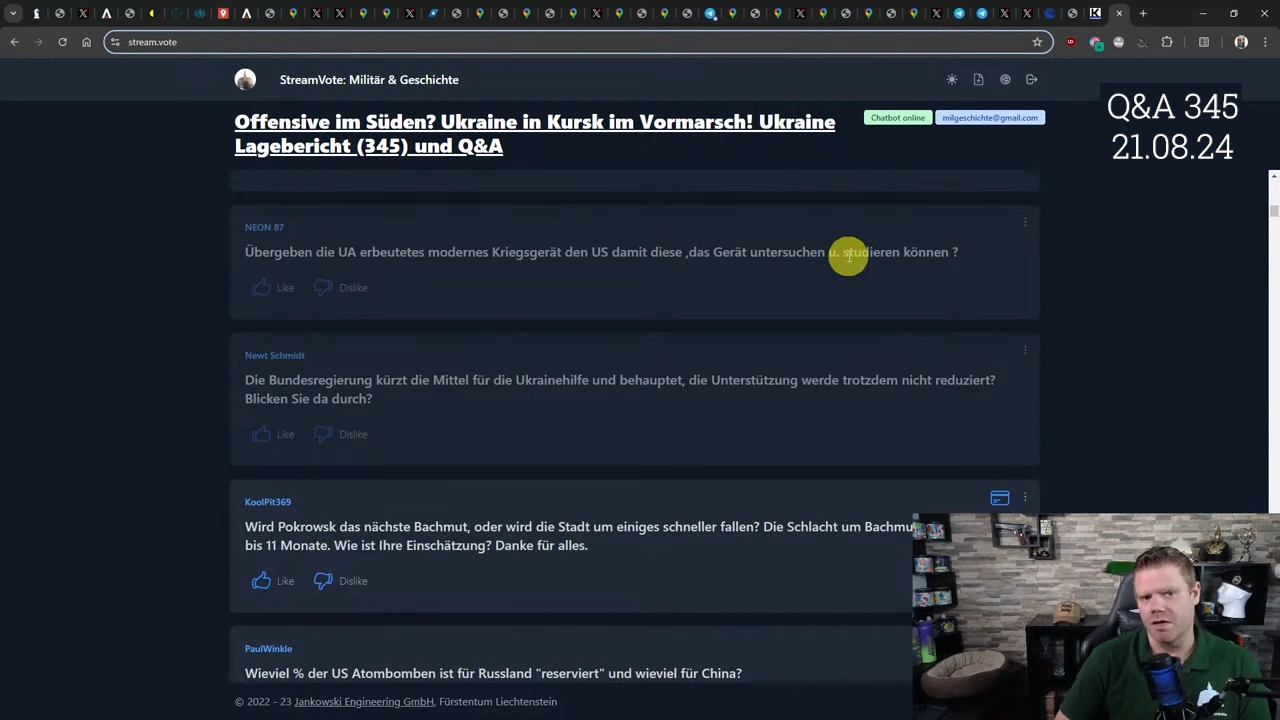 stream.vote
StreamVote: Militär & Geschichte
Q&A 345
21.08.24
Offensive im Süden? Ukraine in Kursk im Vormarsch! Ukraine
Lagebericht (345) und Q&A
Chatbot online
milgeschichte@gmail.com
NEON 87
Übergeben die UA erbeutetes modernes Kriegsgerät den US damit diese ,das Gerät untersuchen u. studieren können ?
Like
Dislike
Newt Schmidt
Die Bundesregierung kürzt die Mittel für die Ukrainehilfe und behauptet, die Unterstützung werde trotzdem nicht reduziert?
Blicken Sie da durch?
Like
Dislike
KoolPit369
Wird Pokrowsk das nächste Bachmut, oder wird die Stadt um einiges schneller fallen? Die Schlacht um Bachmu
bis 11 Monate. Wie ist Ihre Einschätzung? Danke für alles.
Like
Dislike
PaulWinkle
Wieviel % der US Atombomben ist für Russland "reserviert" und wieviel für China?
© 2022 - 23 Jankowski Engineering GmbH, Fürstentum Liechtenstein